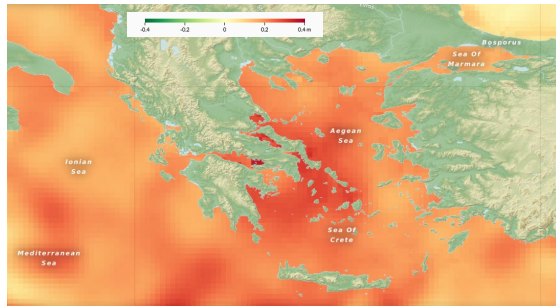 -0.4
-0.2
0
0.2
0.4 m
Bosporus
Sea Of
Marmara
Aegean
Sea
Ionian
Sea
Sea Of
Crete
Mediterranean
Sea